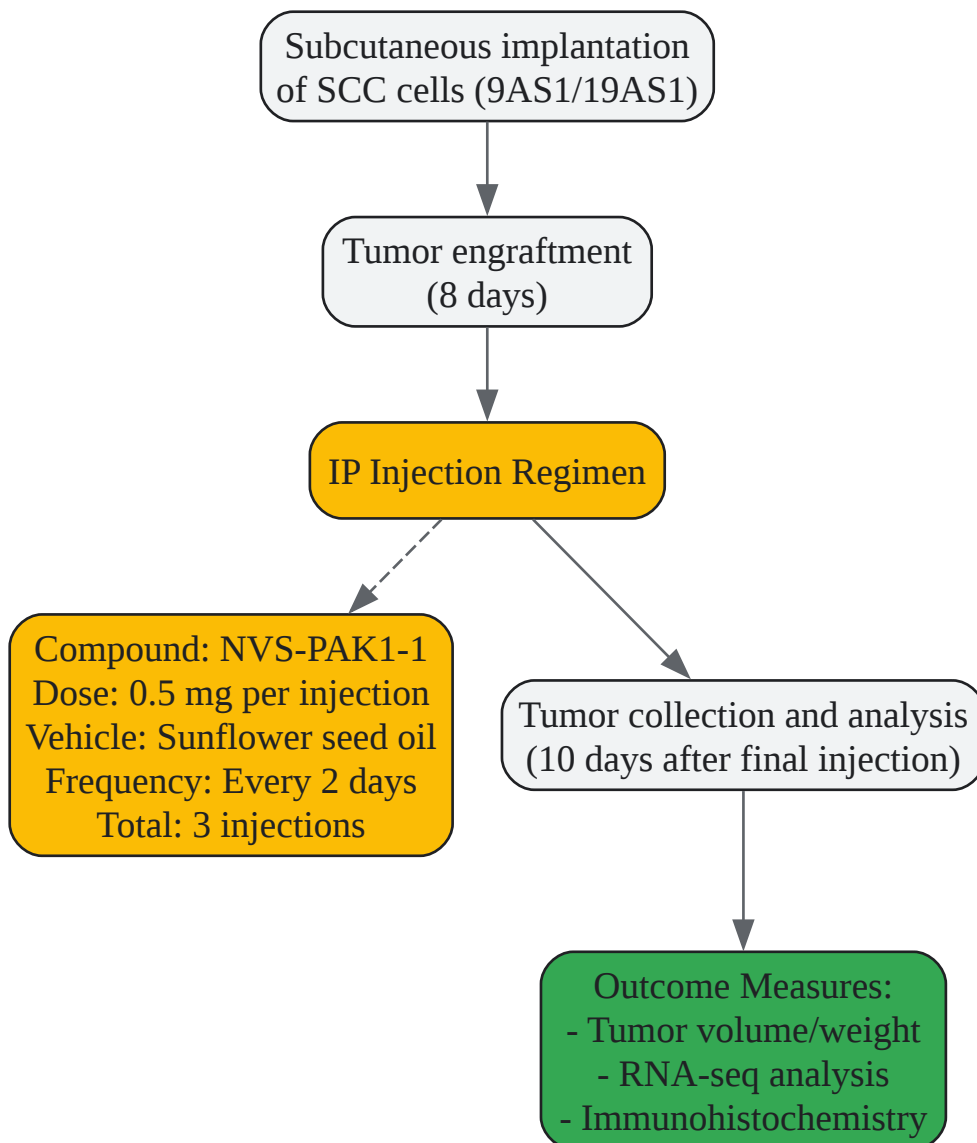 Subcutaneous implantation
of SCC cells (9AS1/19AS1)
Tumor engraftment
(8 days)
IP Injection Regimen
Compound: NVS-PAK1-1
Dose: 0.5 mg per injection
Vehicle: Sunflower seed oil
Frequency: Every 2 days
Total: 3 injections
Tumor collection and analysis
(10 days after final injection)
Outcome Measures:
- Tumor volume/weight
- RNA-seq analysis
- Immunohistochemistry